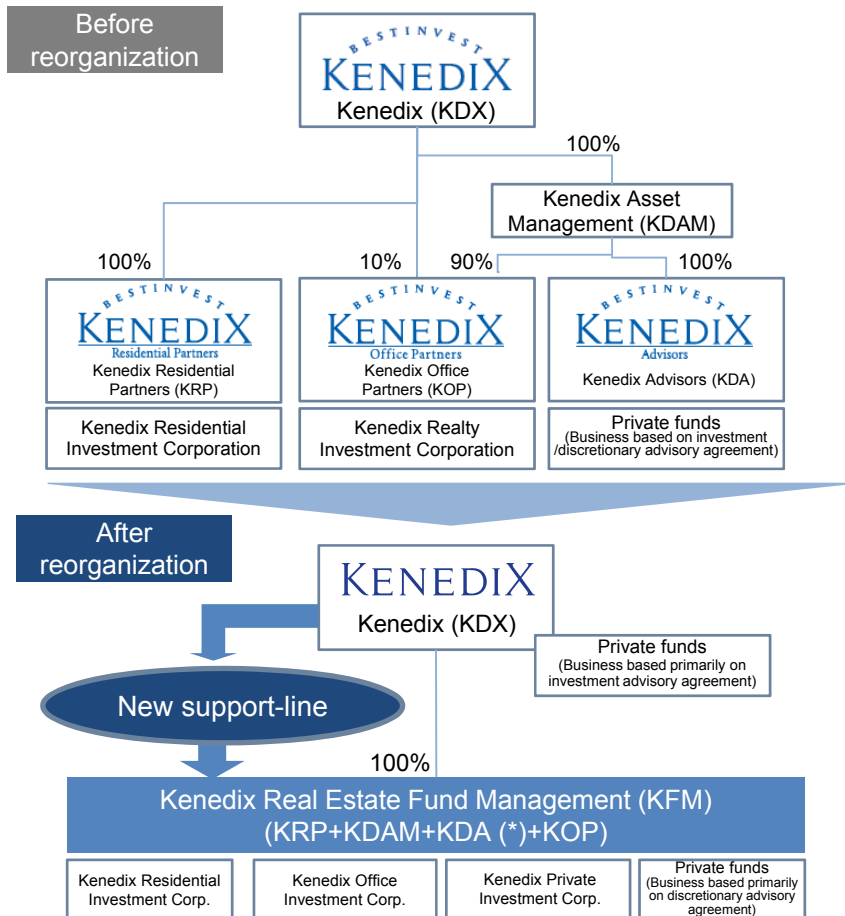 Before
reorganization
BESTINVEST
KENEDIX
Kenedix (KDX)
100%
Kenedix Asset
Management (KDAM)
100%
10%
90%
100%
BESTINVEST
KENEDIX
Residential Partners
Kenedix Residential
Partners (KRP)
BESTINVEST
KENEDIX
Office Partners
Kenedix Office
Partners (KOP)
BESTINVEST
KENEDIX
Advisors
Kenedix Advisors (KDA)
Kenedix Residential
Investment Corporation
Kenedix Realty
Investment Corporation
Private funds
(Business based on investment
/discretionary advisory agreement)
After
reorganization
KENEDIX
Kenedix (KDX)
Private funds
(Business based primarily on
investment advisory agreement)
New support-line
100%
Kenedix Real Estate Fund Management (KFM)
(KRP+KDAM+KDA (*)+KOP)
Kenedix Residential
Investment Corp.
Kenedix Office
Investment Corp.
Kenedix Private
Investment Corp.
Private funds
(Business based primarily
on discretionary advisory
agreement)